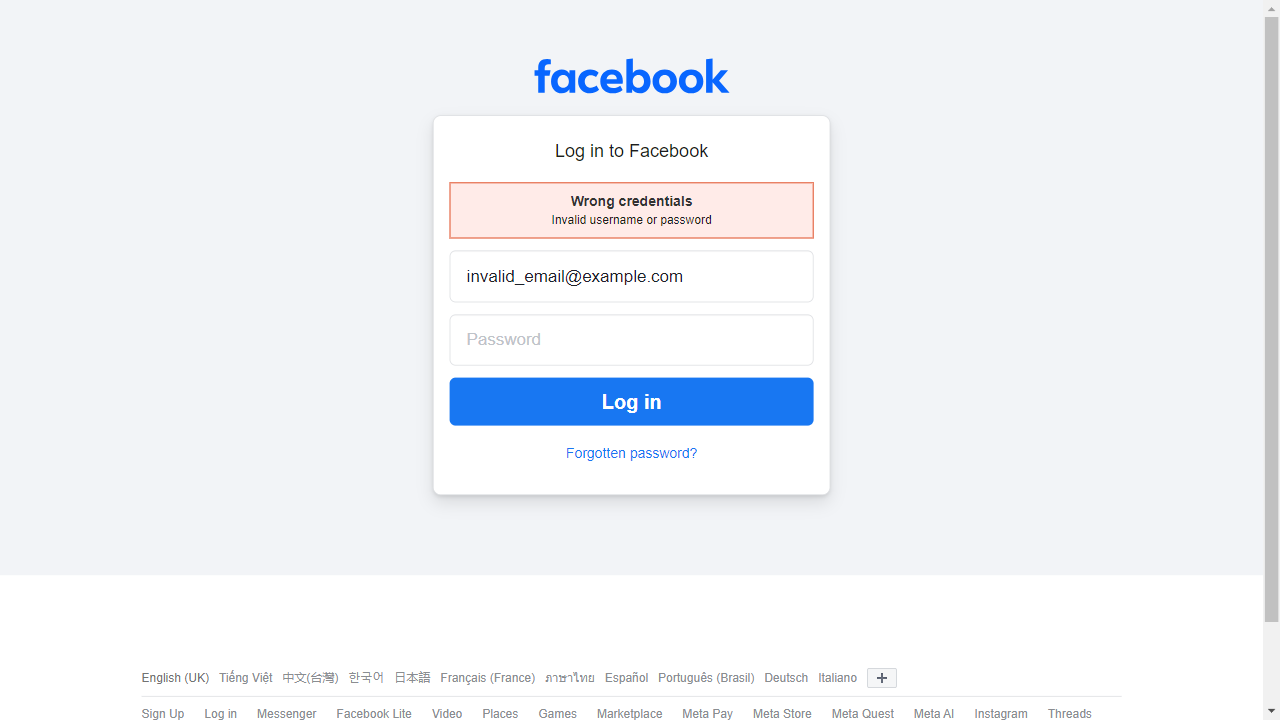 facebook
Log in to Facebook
Wrong credentials
Invalid username or password
invalid_email@example.com
Password
Log in
Forgotten password?
English (UK) Tiếng Việt 中文(台灣) 한국어 日本語 Français (France) ภาษาไทย Español Português (Brasil) Deutsch Italiano
Sign Up Log in Messenger Facebook Lite Video Places Games Marketplace Meta Pay Meta Store Meta Quest Meta AI Instagram Threads